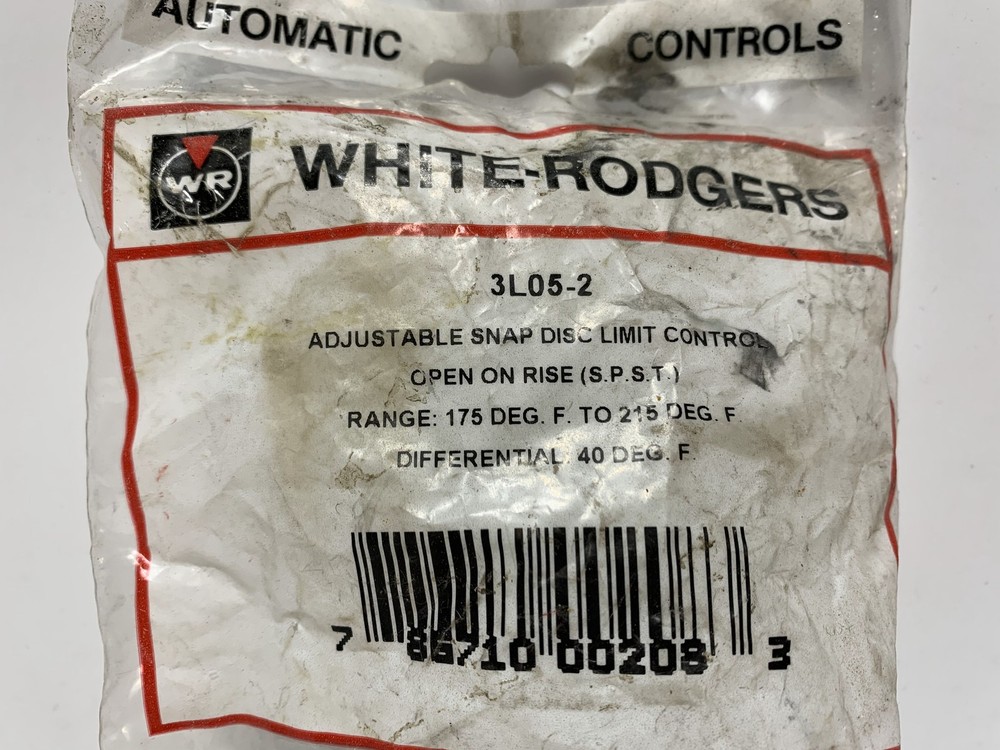 AUTOMATIC CONTROLS
WR WHITE-RODGERS
3L05-2
ADJUSTABLE SNAP DISC LIMIT CONTROL
OPEN ON RISE (S.P.S.T.)
RANGE: 175 DEG. F. TO 215 DEG. F
DIFFERENTIAL: 40 DEG. F
7 86710 00208 3